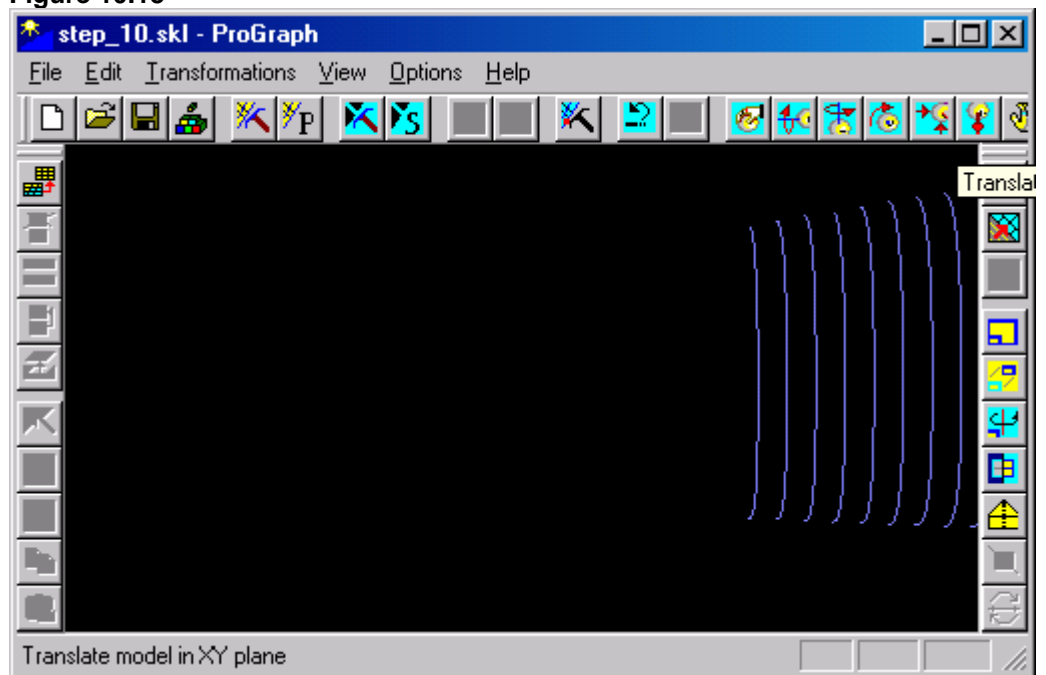 step_10.skl - ProGraph
File Edit Transformations View Options Help
P S
Translat
Translate model in XY plane